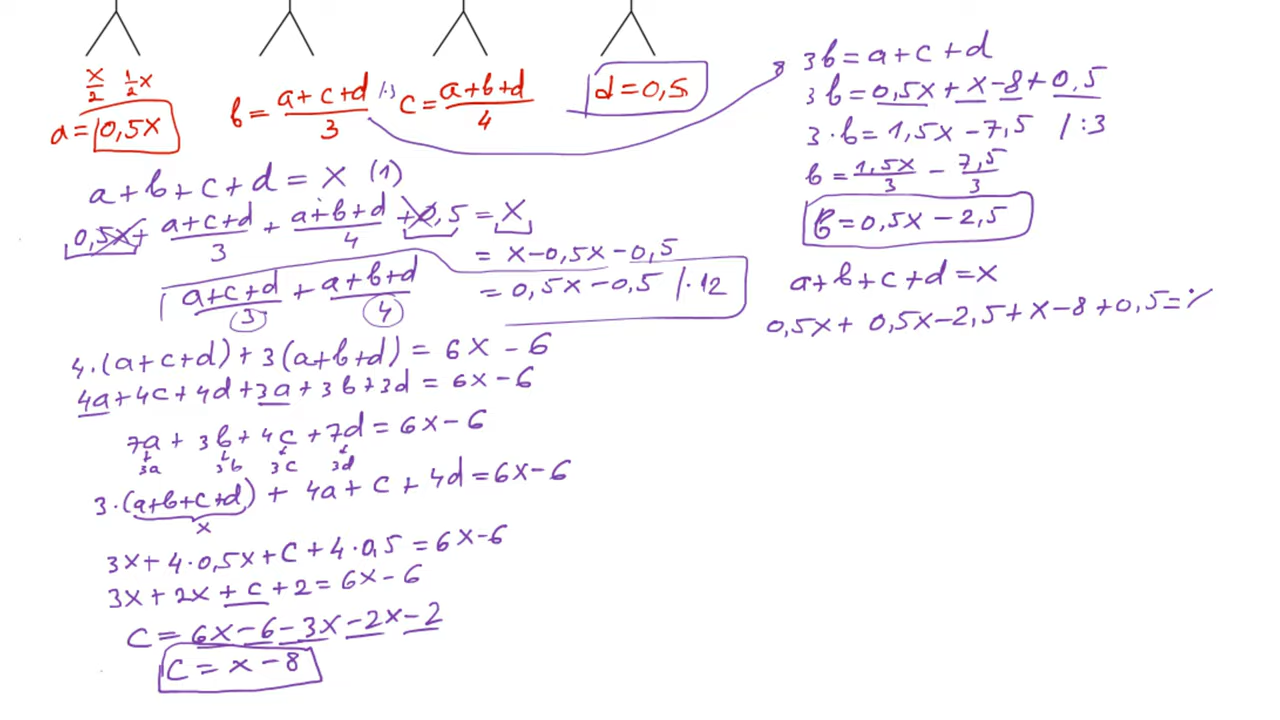 x/2 1/2x
a = 0,5x
b = (a+c+d)/3 /·3
c = (a+b+d)/4
d = 0,5
a+b+c+d = x (1)
0,5x + (a+c+d)/3 + (a+b+d)/4 + 0,5 = x
= x-0,5x-0,5
(a+c+d)/3 + (a+b+d)/4 = 0,5x-0,5 /·12
4·(a+c+d)+3(a+b+d) = 6x-6
4a+4c+4d+3a+3b+3d = 6x-6
7a + 3b + 4c + 7d = 6x-6
3a 3b 3c 3d
3·(a+b+c+d) + 4a + c + 4d = 6x-6
x
3x+4·0,5x+c+4·0,5 = 6x-6
3x+2x+c+2 = 6x-6
c = 6x-6-3x-2x-2
c = x-8
3b = a+c+d
3b = 0,5x+x-8+0,5
3·b = 1,5x-7,5 /:3
b = 1,5x/3 - 7,5/3
b = 0,5x-2,5
a+b+c+d = x
0,5x+ 0,5x-2,5+x-8+0,5=